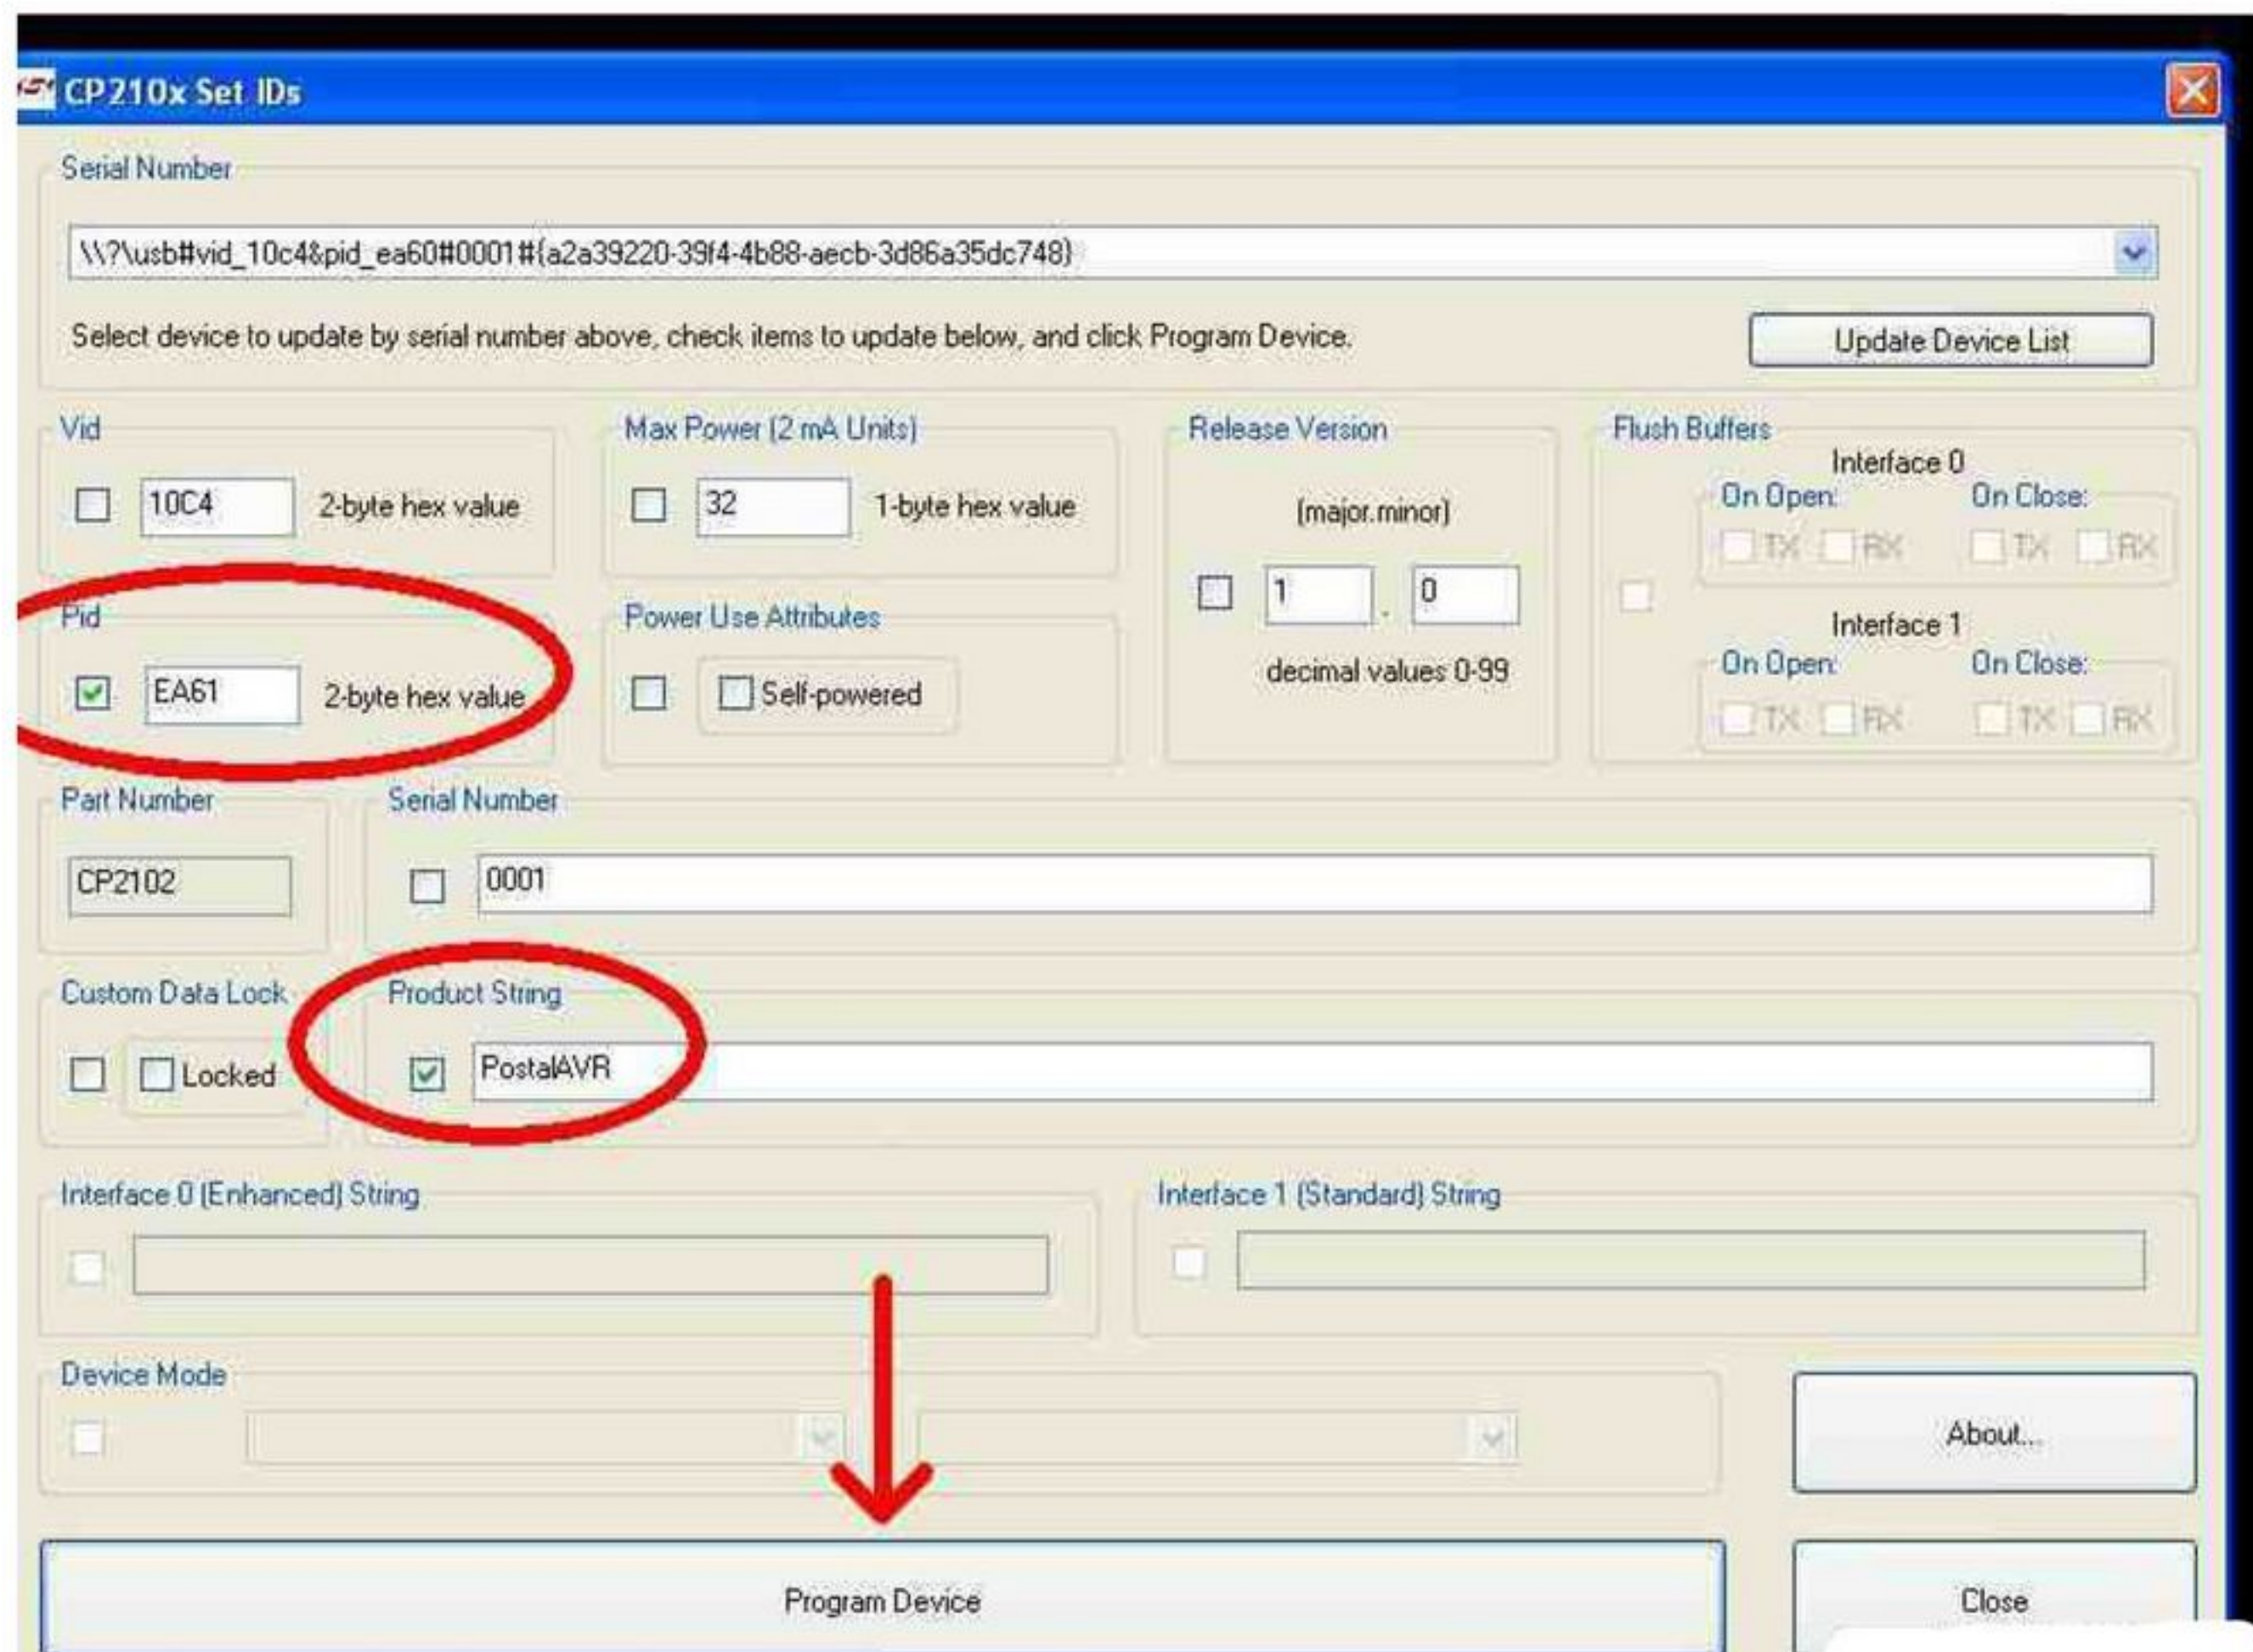 CP210x Set IDs
Serial Number
\\?\usb#vid_10c4&pid_ea60#0001#{a2a39220-39f4-4b88-aecb-3d86a35dc748}
Select device to update by serial number above, check items to update below, and click Program Device.
Update Device List
Vid
10C4 2-byte hex value
Max Power (2 mA Units)
32 1-byte hex value
Release Version
(major.minor)
1 . 0
decimal values 0-99
Flush Buffers
Interface 0
On Open: On Close:
TX RX TX RX
Interface 1
On Open: On Close:
TX RX TX RX
Pid
EA61 2-byte hex value
Power Use Attributes
Self-powered
Part Number
CP2102
Serial Number
0001
Custom Data Lock
Locked
Product String
PostalAVR
Interface 0 (Enhanced) String
Interface 1 (Standard) String
Device Mode
About...
Program Device
Close